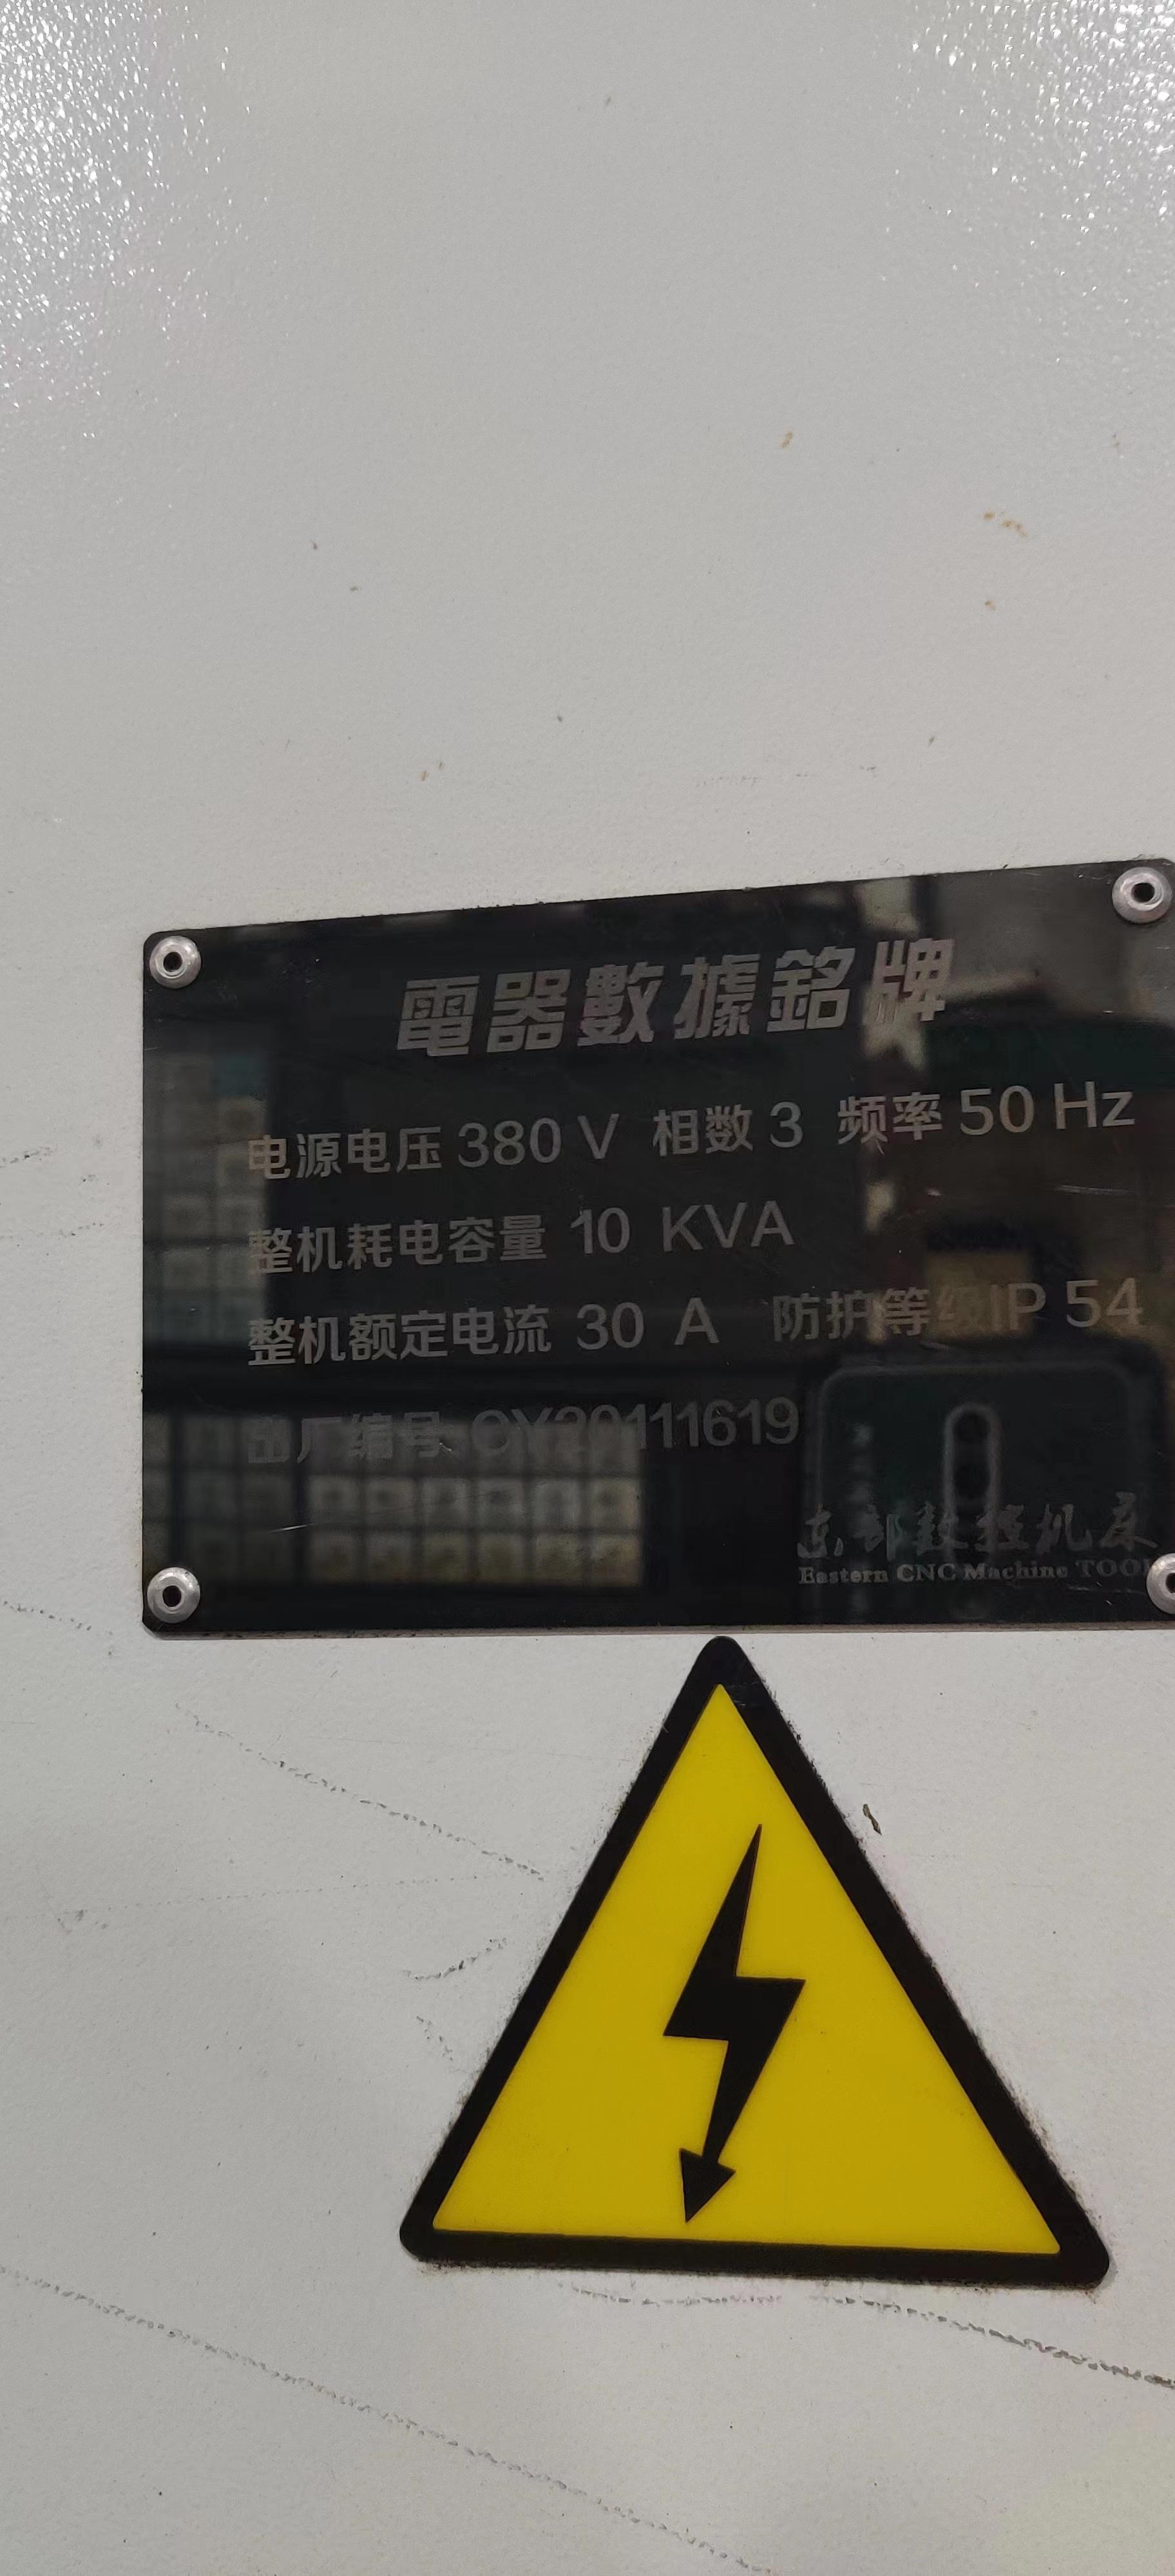 電器數據銘牌
电源电压 380 V 相数 3 频率 50 Hz
整机耗电容量 10 KVA
整机额定电流 30 A 防护等级IP 54
出厂编号 CY20111619
东部数控机床
Eastern CNC Machine TOOL